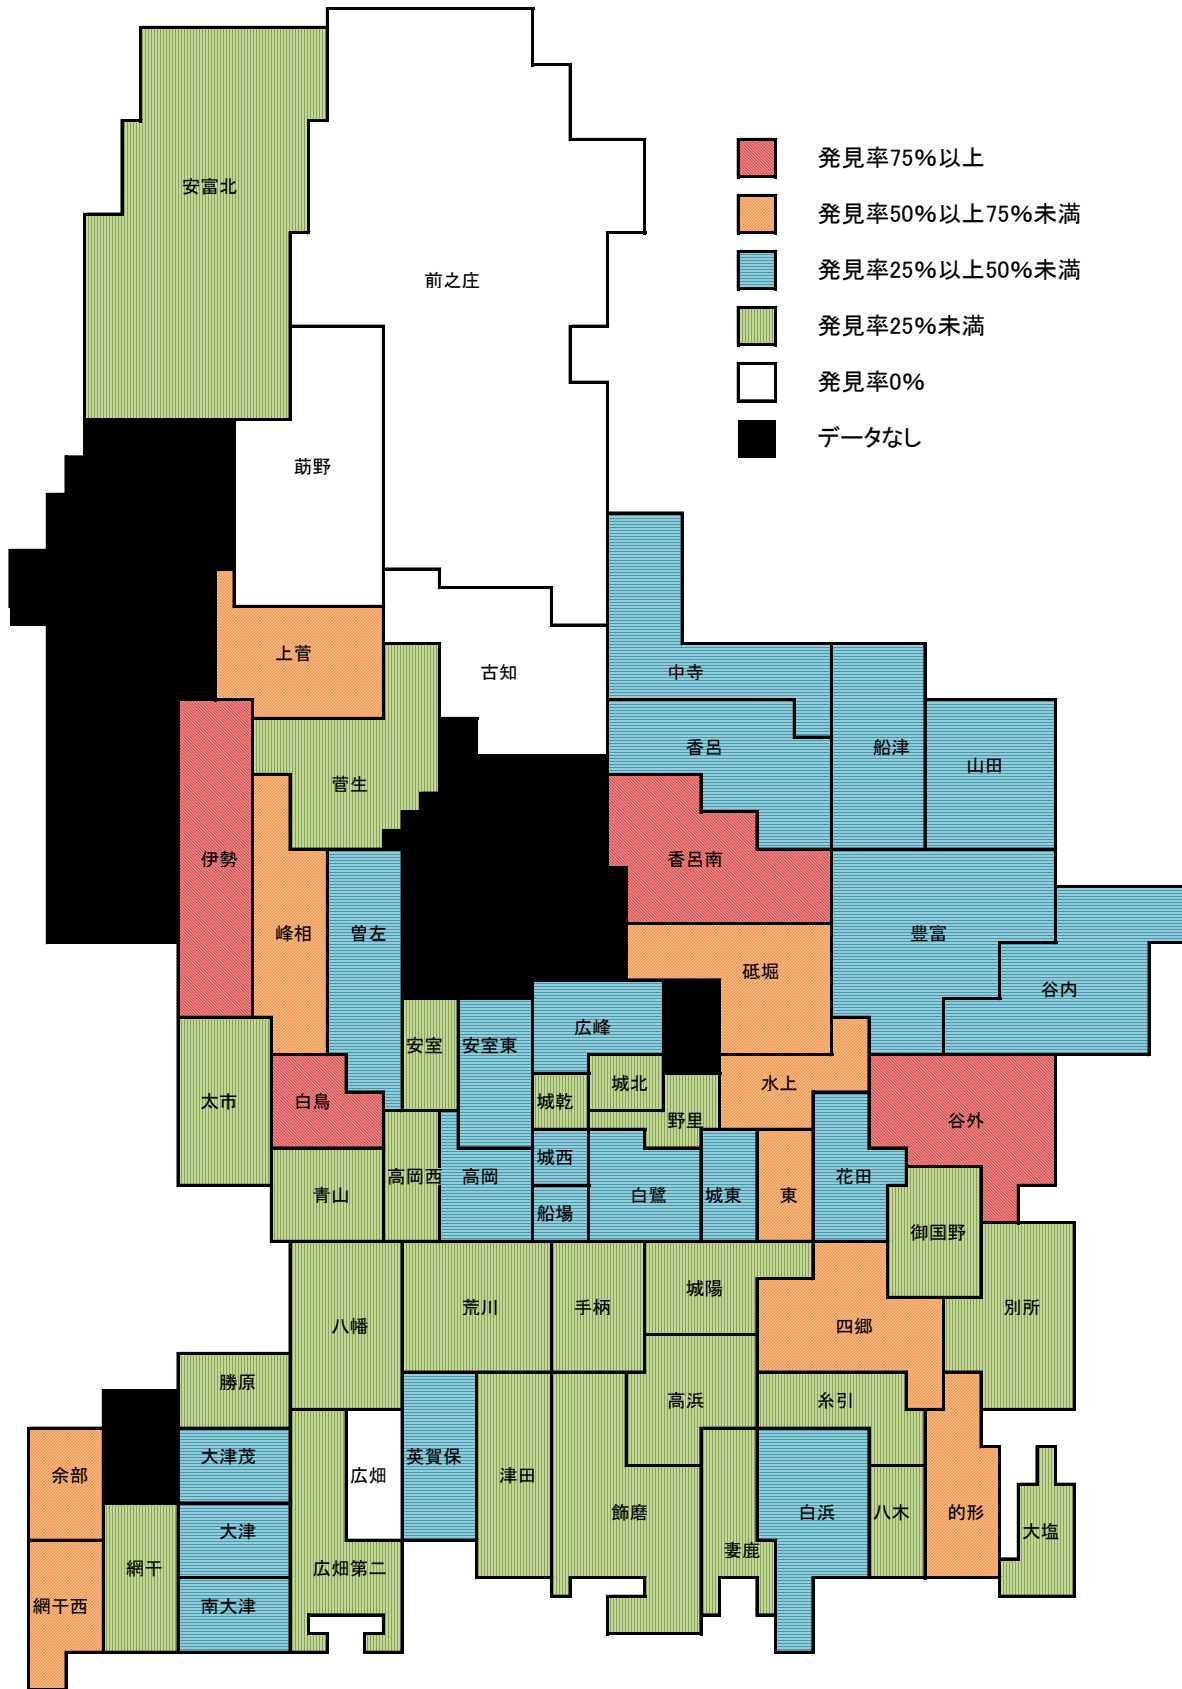 発見率75%以上
発見率50%以上75%未満
発見率25%以上50%未満
発見率25%未満
発見率0%
データなし
安富北
前之庄
莇野
上菅
古知
中寺
菅生
香呂
船津
山田
伊勢
香呂南
峰相
曽左
砥堀
豊富
谷内
安室
安室東
広峰
太市
白鳥
城乾
城北
野里
水上
谷外
青山
高岡西
高岡
城西
船場
白鷺
城東
東
花田
御国野
八幡
荒川
手柄
城陽
四郷
別所
勝原
高浜
糸引
余部
大津茂
広畑
英賀保
津田
飾磨
白浜
八木
的形
大塩
網干
大津
広畑第二
妻鹿
網干西
南大津